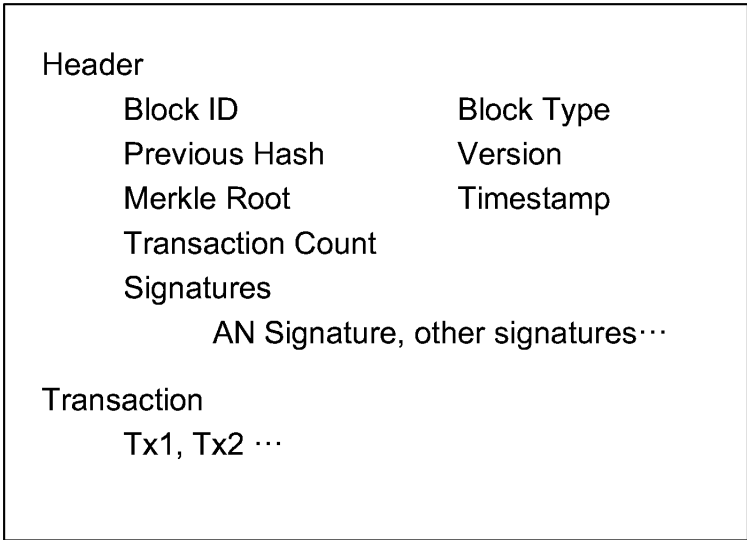 Header
Block ID Block Type
Previous Hash Version
Merkle Root Timestamp
Transaction Count
Signatures
AN Signature, other signatures⋯
Transaction
Tx1, Tx2 ⋯